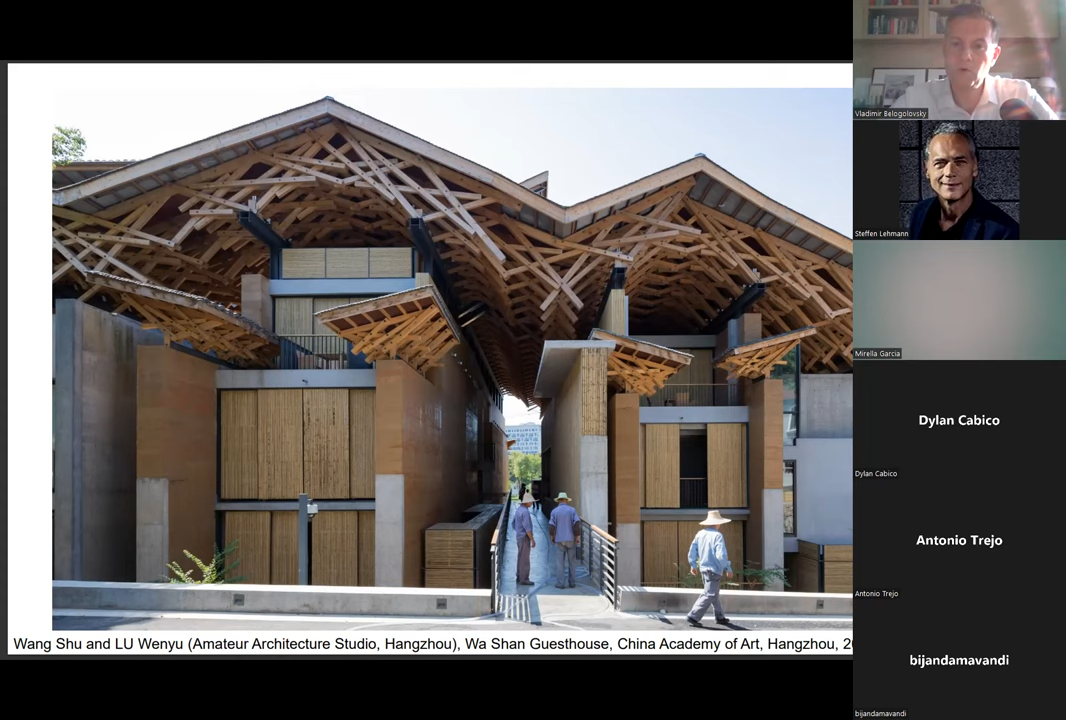 Vladimir Belogolovsky
Steffen Lehmann
Mirella Garcia
Dylan Cabico
Dylan Cabico
Antonio Trejo
Antonio Trejo
bijandamavandi
bijandamavandi
Wang Shu and LU Wenyu (Amateur Architecture Studio, Hangzhou), Wa Shan Guesthouse, China Academy of Art, Hangzhou, 2